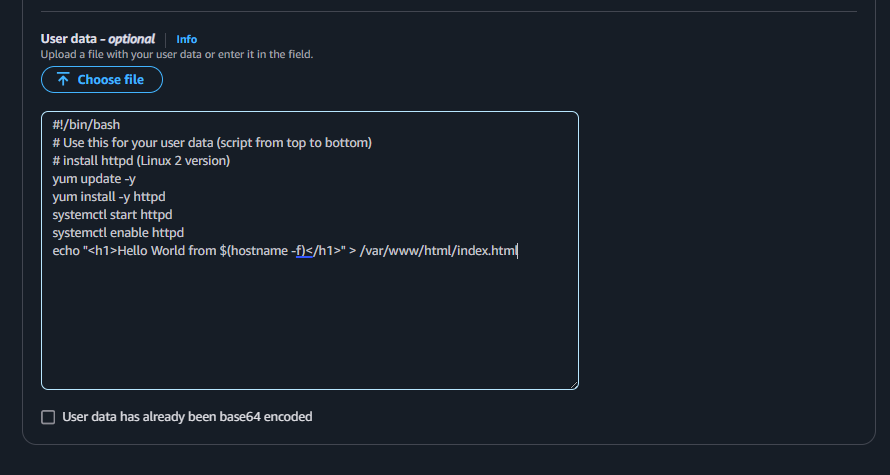 User data - optional Info
Upload a file with your user data or enter it in the field.
Choose file
#!/bin/bash
# Use this for your user data (script from top to bottom)
# install httpd (Linux 2 version)
yum update -y
yum install -y httpd
systemctl start httpd
systemctl enable httpd
echo "<h1>Hello World from $(hostname -f)</h1>" > /var/www/html/index.html
User data has already been base64 encoded